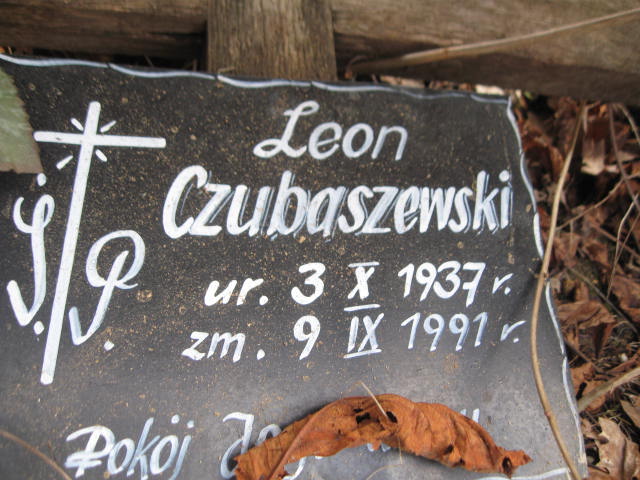 Ś.P.
Leon
Czubaszewski
ur. 3 X 1937 r.
zm. 9 IX 1991 r.
Pokój